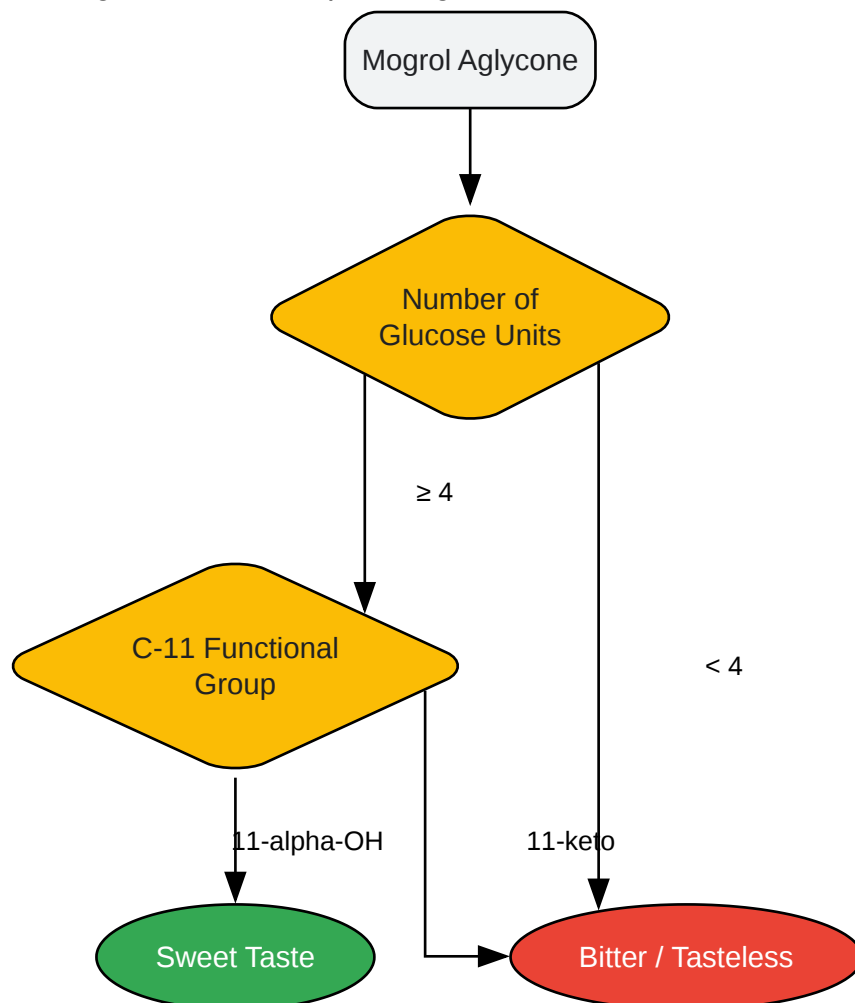 Mogrol Aglycone
Number of
Glucose Units
≥ 4
C-11 Functional
Group
< 4
11-alpha-OH
11-keto
Sweet Taste
Bitter / Tasteless